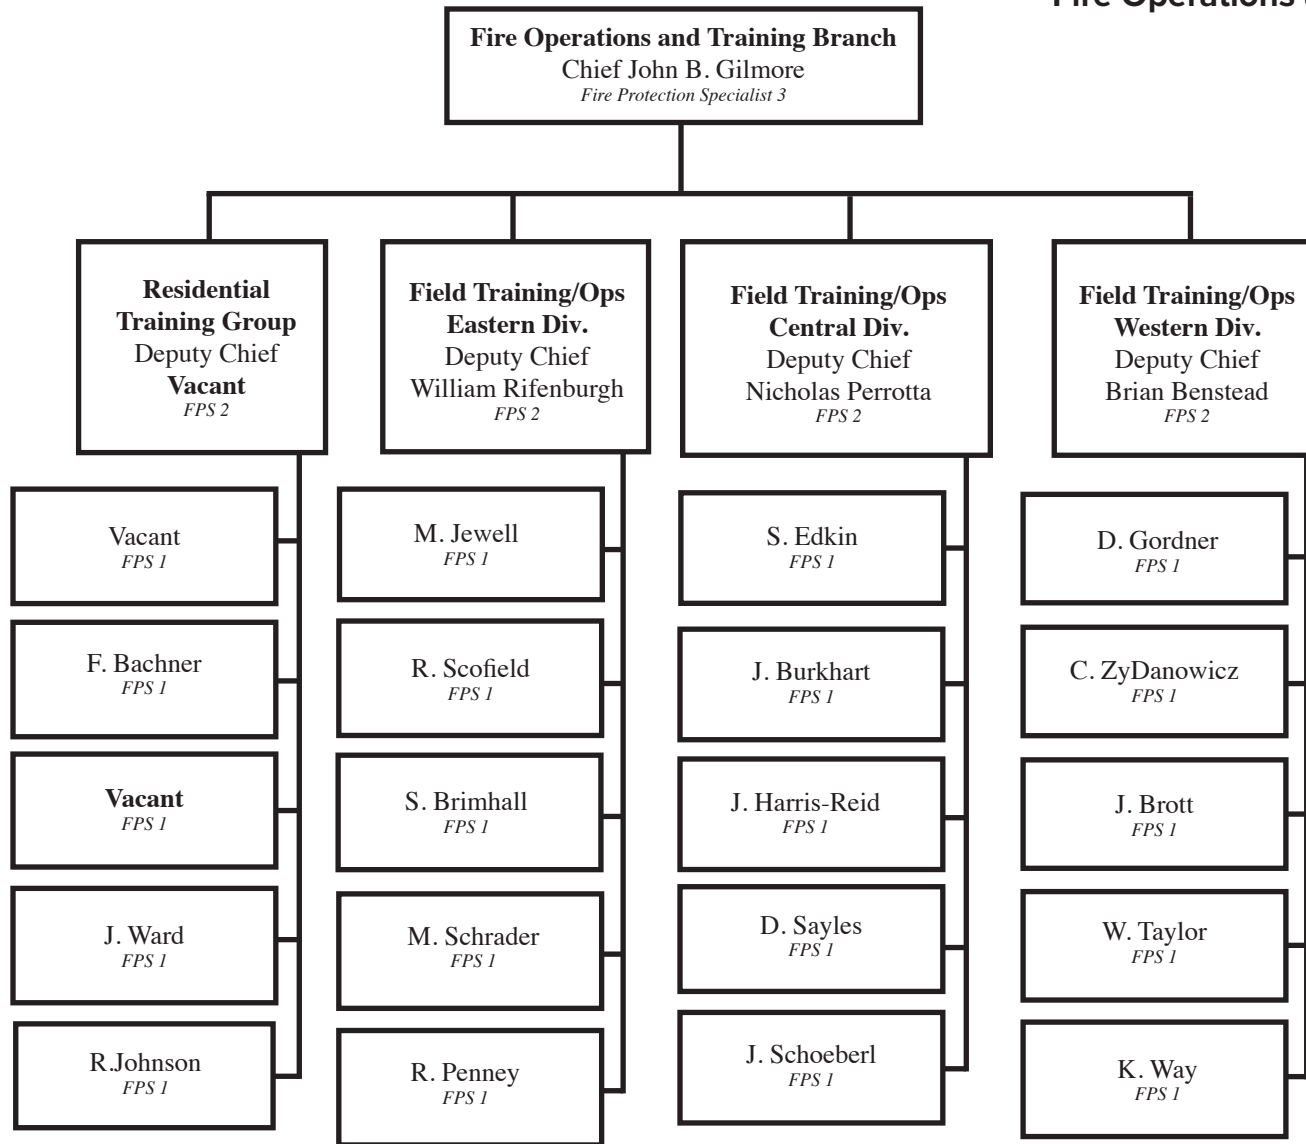 Fire Operations
Fire Operations and Training Branch
Chief John B. Gilmore
Fire Protection Specialist 3
Residential
Training Group
Deputy Chief
Vacant
FPS 2
Field Training/Ops
Eastern Div.
Deputy Chief
William Rifenburgh
FPS 2
Field Training/Ops
Central Div.
Deputy Chief
Nicholas Perrotta
FPS 2
Field Training/Ops
Western Div.
Deputy Chief
Brian Benstead
FPS 2
Vacant
FPS 1
F. Bachner
FPS 1
Vacant
FPS 1
J. Ward
FPS 1
R.Johnson
FPS 1
M. Jewell
FPS 1
R. Scofield
FPS 1
S. Brimhall
FPS 1
M. Schrader
FPS 1
R. Penney
FPS 1
S. Edkin
FPS 1
J. Burkhart
FPS 1
J. Harris-Reid
FPS 1
D. Sayles
FPS 1
J. Schoeberl
FPS 1
D. Gordner
FPS 1
C. ZyDanowicz
FPS 1
J. Brott
FPS 1
W. Taylor
FPS 1
K. Way
FPS 1